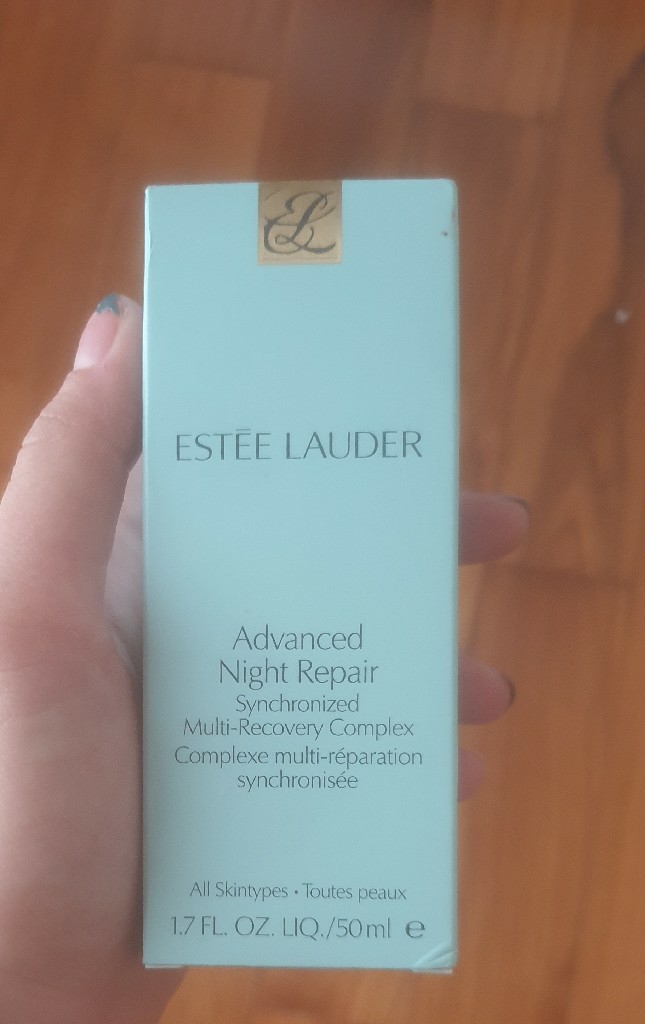 EL
ESTĒE LAUDER
Advanced
Night Repair
Synchronized
Multi-Recovery Complex
Complexe multi-réparation
synchronisée
All Skintypes • Toutes peaux
1.7 FL. OZ. LIQ./50ml e